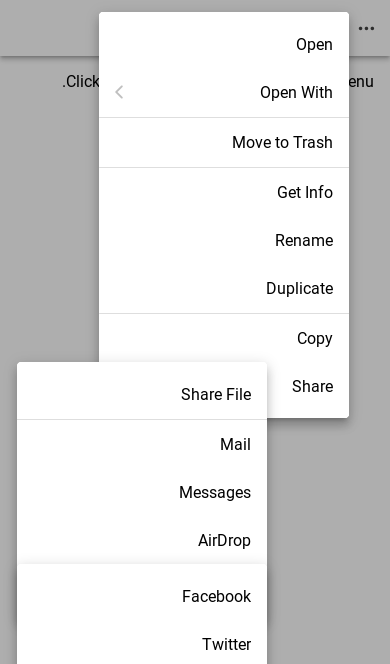 .Click
enu
Open
Open With
Move to Trash
Get Info
Rename
Duplicate
Copy
Share
Share File
Mail
Messages
AirDrop
Facebook
Twitter